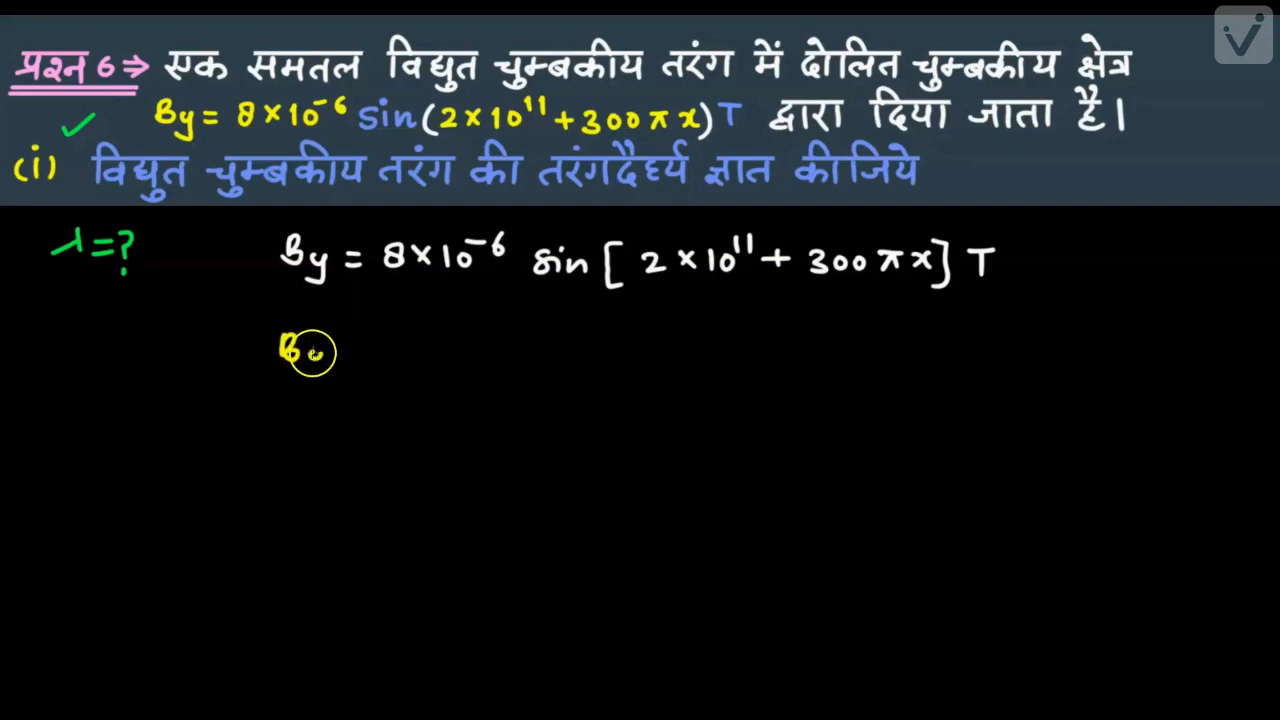 प्रश्न 6 ⇒ एक समतल विद्युत चुम्बकीय तरंग में दोलित चुम्बकीय क्षेत्र
By = 8×10⁻⁶ sin(2×10¹¹+300πx)T द्वारा दिया जाता है।
(i) विद्युत चुम्बकीय तरंग की तरंगदैर्ध्य ज्ञात कीजिये
λ=? By = 8×10⁻⁶ sin[2×10¹¹+300πx] T
B